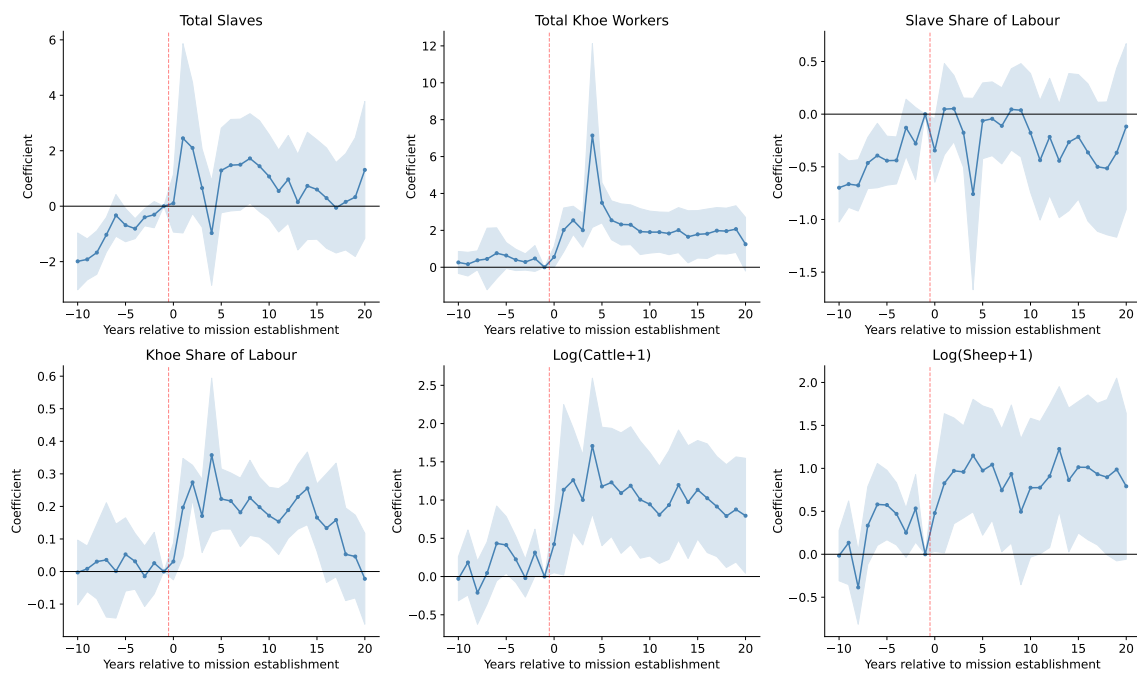 Total Slaves
6
4
2
0
−2
Coefficient
−10 −5 0 5 10 15 20
Years relative to mission establishment
Total Khoe Workers
12
10
8
6
4
2
0
Coefficient
−10 −5 0 5 10 15 20
Years relative to mission establishment
Slave Share of Labour
0.5
0.0
−0.5
−1.0
−1.5
Coefficient
−10 −5 0 5 10 15 20
Years relative to mission establishment
Khoe Share of Labour
0.6
0.5
0.4
0.3
0.2
0.1
0.0
−0.1
Coefficient
−10 −5 0 5 10 15 20
Years relative to mission establishment
Log(Cattle+1)
2.5
2.0
1.5
1.0
0.5
0.0
−0.5
Coefficient
−10 −5 0 5 10 15 20
Years relative to mission establishment
Log(Sheep+1)
2.0
1.5
1.0
0.5
0.0
−0.5
Coefficient
−10 −5 0 5 10 15 20
Years relative to mission establishment